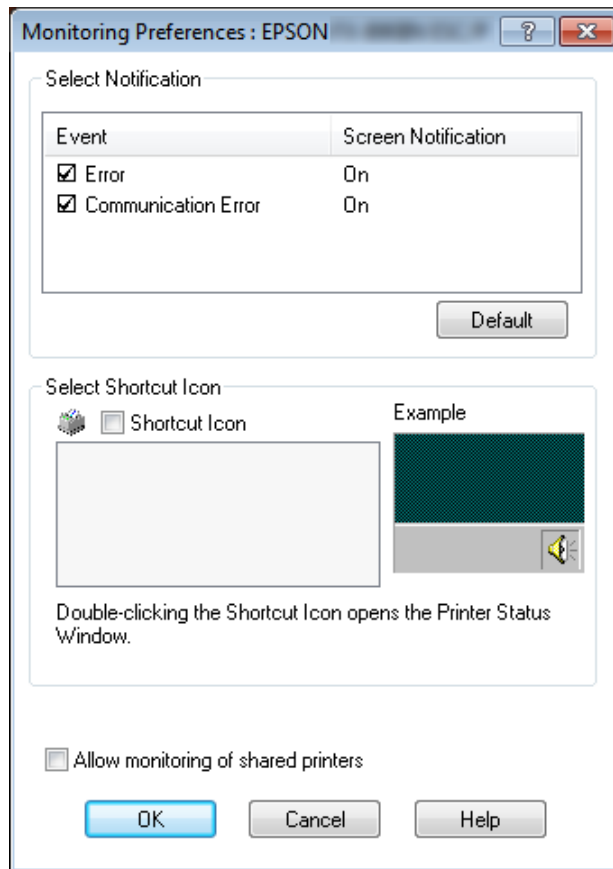 Monitoring Preferences : EPSON
Select Notification
Event Screen Notification
Error On
Communication Error On
Default
Select Shortcut Icon
Shortcut Icon
Example
Double-clicking the Shortcut Icon opens the Printer Status
Window.
Allow monitoring of shared printers
OK Cancel Help